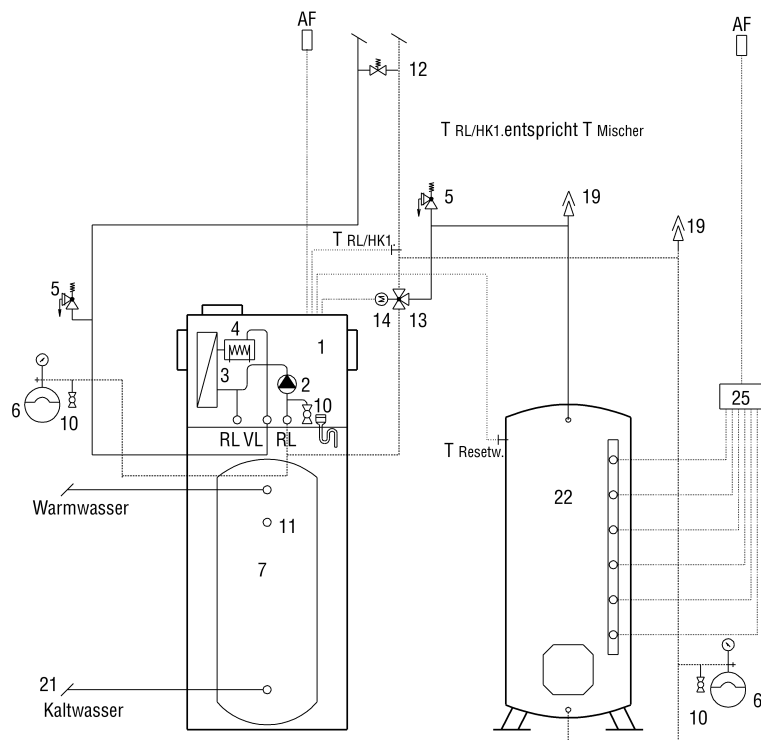 AF
AF
12
T RL/HK1.entspricht T Mischer
5
19
19
T RL/HK1.
5
14
13
4
1
3
2
6
10
10
25
RL VL RL
T Resetw.
Warmwasser
11
22
7
21
Kaltwasser
10
6